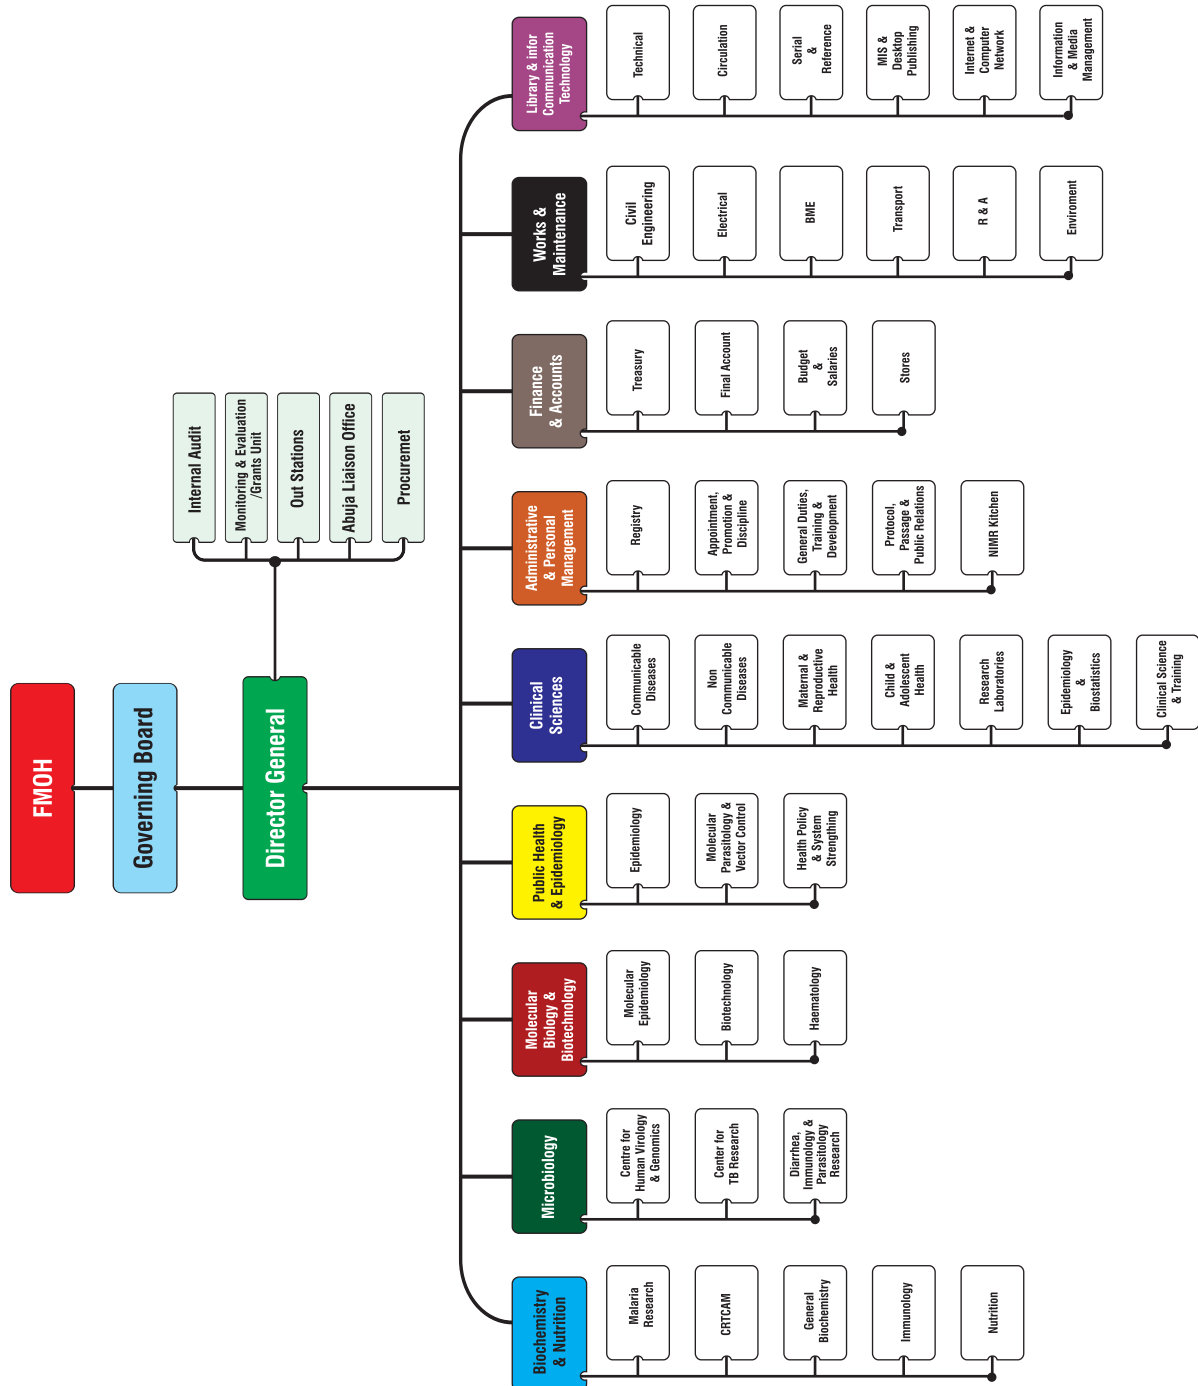 FMOH
Governing Board
Director General
Internal Audit
Monitoring & Evaluation
/Grants Unit
Out Stations
Abuja Liaison Office
Procuremet
Biochemistry
& Nutrition
Malaria
Research
CRTCAM
General
Biochemistry
Immunology
Nutrition
Microbiology
Centre for
Human Virology
& Genomics
Center for
TB Research
Diarrhea,
Immunology &
Parasitology
Research
Molecular
Biology &
Biotechnology
Molecular
Epidemiology
Biotechnology
Haematology
Public Health
& Epidemiology
Epidemiology
Molecular
Parasitology &
Vector Control
Health Policy
& System
Strengthing
Clinical
Sciences
Communicable
Diseases
Non
Communicable
Diseases
Maternal &
Reproductive
Health
Child &
Adolescent
Health
Research
Laboratories
Epidemiology
&
Biostatistics
Clinical Science
& Training
Administrative
& Personal
Management
Registry
Appointment,
Promotion &
Discipline
General Duties,
Training &
Development
Protocol,
Passage &
Public Relations
NIMR Kitchen
Finance
& Accounts
Treasury
Final Account
Budget
&
Salaries
Stores
Works &
Maintenance
Civil
Engineering
Electrical
BME
Transport
R & A
Enviroment
Library & infor
Communication
Technology
Technical
Circulation
Serial
&
Reference
MIS &
Desktop
Publishing
Internet &
Computer
Network
Information
& Media
Management